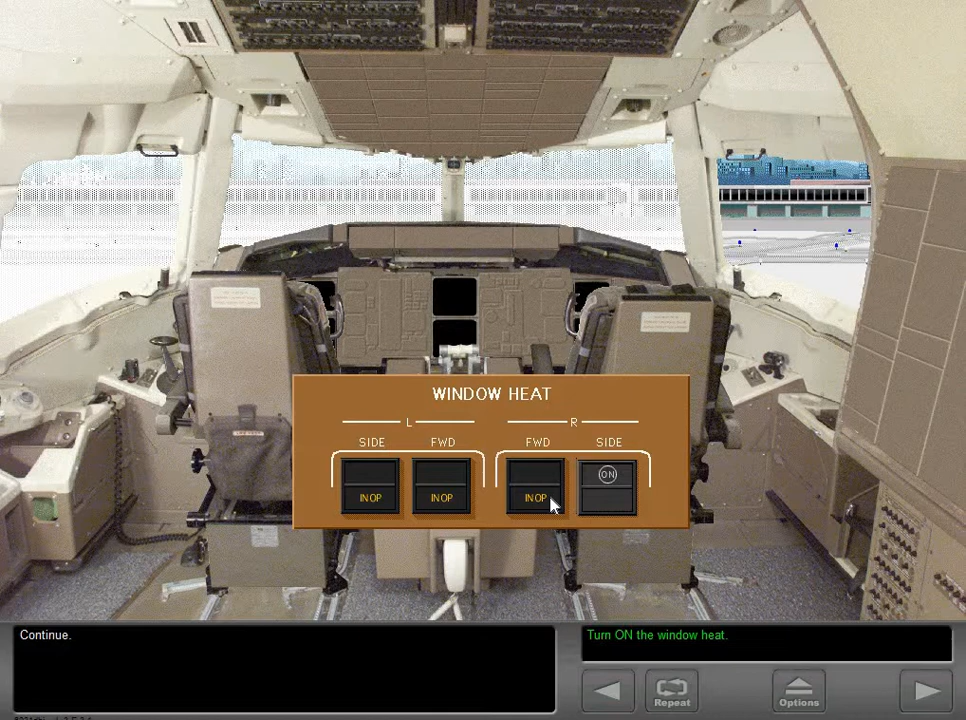 WINDOW HEAT
L
R
SIDE FWD FWD SIDE
ON
INOP INOP INOP
Continue.
Turn ON the window heat.
Repeat Options